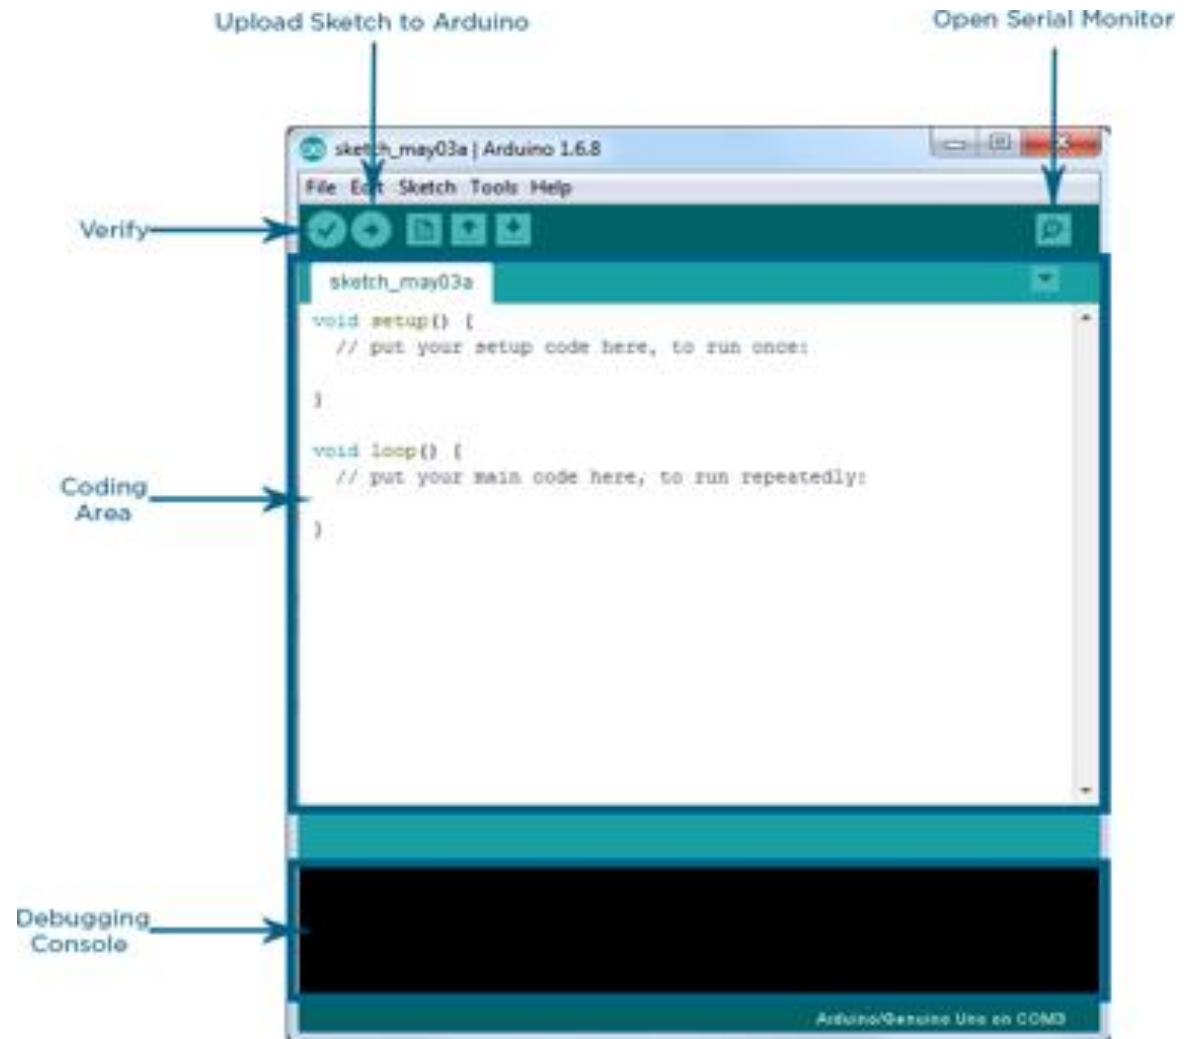 Upload Sketch to Arduino
Open Serial Monitor
sketch_may03a | Arduino 1.6.8
File Edit Sketch Tools Help
Verify
sketch_may03a
void setup() {
  // put your setup code here, to run once:
}
void loop() {
  // put your main code here, to run repeatedly:
}
Coding
Area
Debugging
Console
Arduino/Genuino Uno on COM3